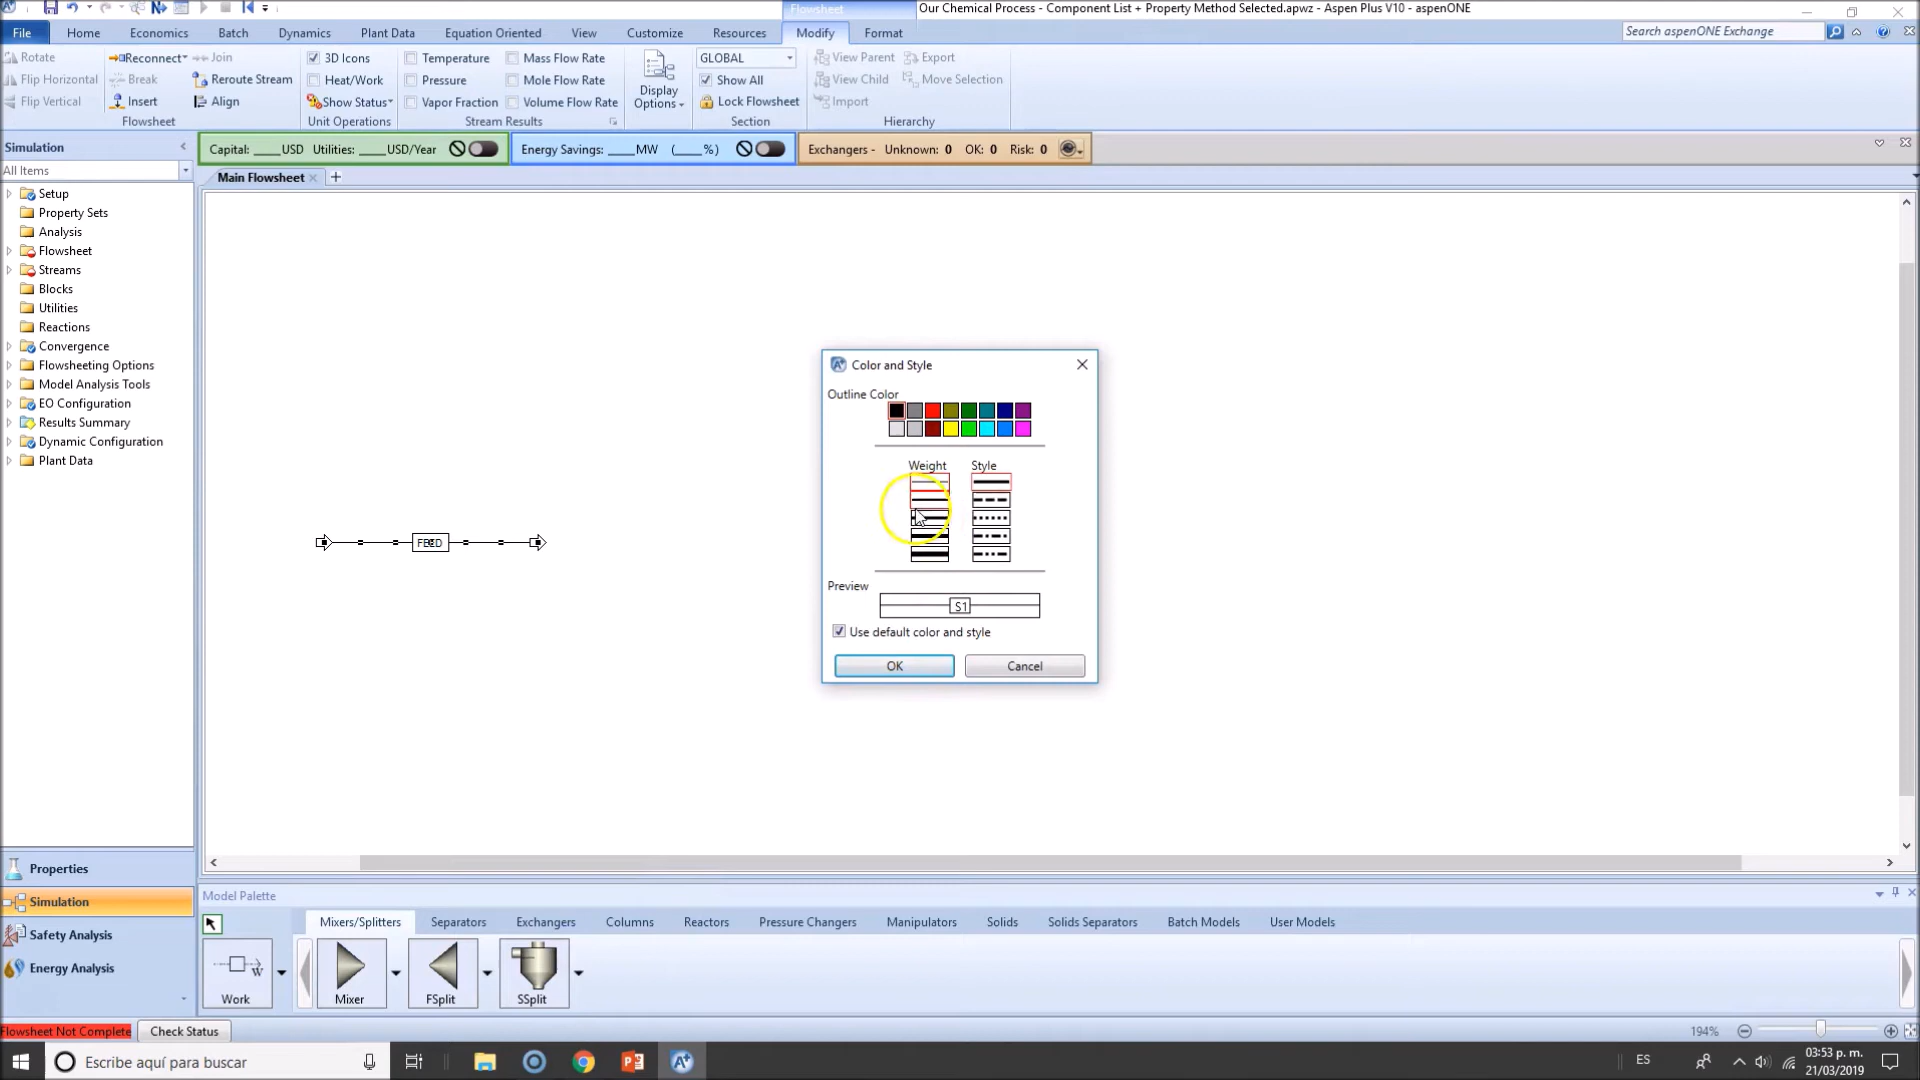 Flowsheet
Our Chemical Process - Component List + Property Method Selected.apwz - Aspen Plus V10 - aspenONE
File Home Economics Batch Dynamics Plant Data Equation Oriented View Customize Resources Modify Format
Search aspenONE Exchange
Rotate Reconnect Join 3D Icons Temperature Mass Flow Rate GLOBAL View Parent Export
Flip Horizontal Break Reroute Stream Heat/Work Pressure Mole Flow Rate Display Options Show All View Child Move Selection
Flip Vertical Insert Align Show Status Vapor Fraction Volume Flow Rate Lock Flowsheet Import
Flowsheet Unit Operations Stream Results Section Hierarchy
Simulation
Capital: ____USD Utilities: ____USD/Year
Energy Savings: ____MW (____%)
Exchangers - Unknown: 0 OK: 0 Risk: 0
All Items
Main Flowsheet
Setup
Property Sets
Analysis
Flowsheet
Streams
Blocks
Utilities
Reactions
Convergence
Flowsheeting Options
Model Analysis Tools
EO Configuration
Results Summary
Dynamic Configuration
Plant Data
FEED
Color and Style
Outline Color
Weight Style
Preview
S1
Use default color and style
OK Cancel
Properties
Simulation
Safety Analysis
Energy Analysis
Model Palette
Mixers/Splitters Separators Exchangers Columns Reactors Pressure Changers Manipulators Solids Solids Separators Batch Models User Models
W
Work Mixer FSplit SSplit
Flowsheet Not Complete Check Status
194%
Escribe aquí para buscar
ES
03:53 p. m.
21/03/2019